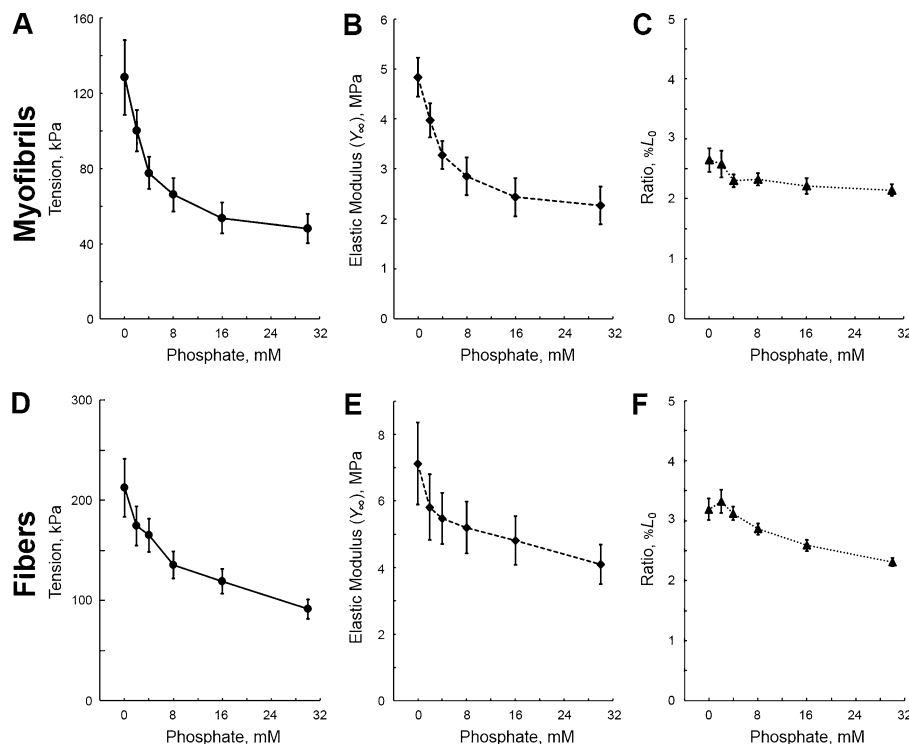 Myofibrils
A
Tension, kPa
160
120
80
40
0
0 8 16 24 32
Phosphate, mM
B
Elastic Modulus (Y∞), MPa
6
5
4
3
2
1
0
0 8 16 24 32
Phosphate, mM
C
Ratio, %L0
5
4
3
2
1
0
0 8 16 24 32
Phosphate, mM
Fibers
D
Tension, kPa
300
200
100
0
0 8 16 24 32
Phosphate, mM
E
Elastic Modulus (Y∞), MPa
8
6
4
2
0
0 8 16 24 32
Phosphate, mM
F
Ratio, %L0
5
4
3
2
1
0
0 8 16 24 32
Phosphate, mM